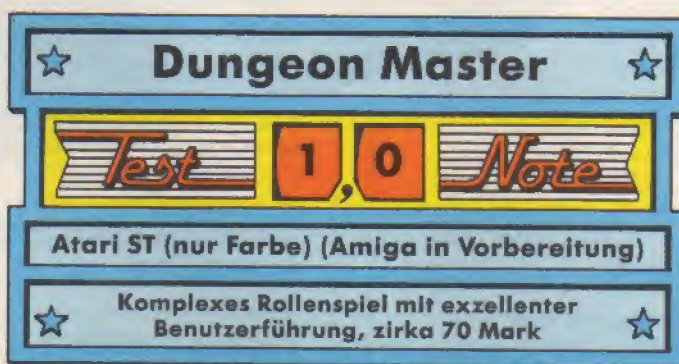 Dungeon Master
Test 1,0 Note
Atari ST (nur Farbe) (Amiga in Vorbereitung)
Komplexes Rollenspiel mit exzellenter
Benutzerführung, zirka 70 Mark